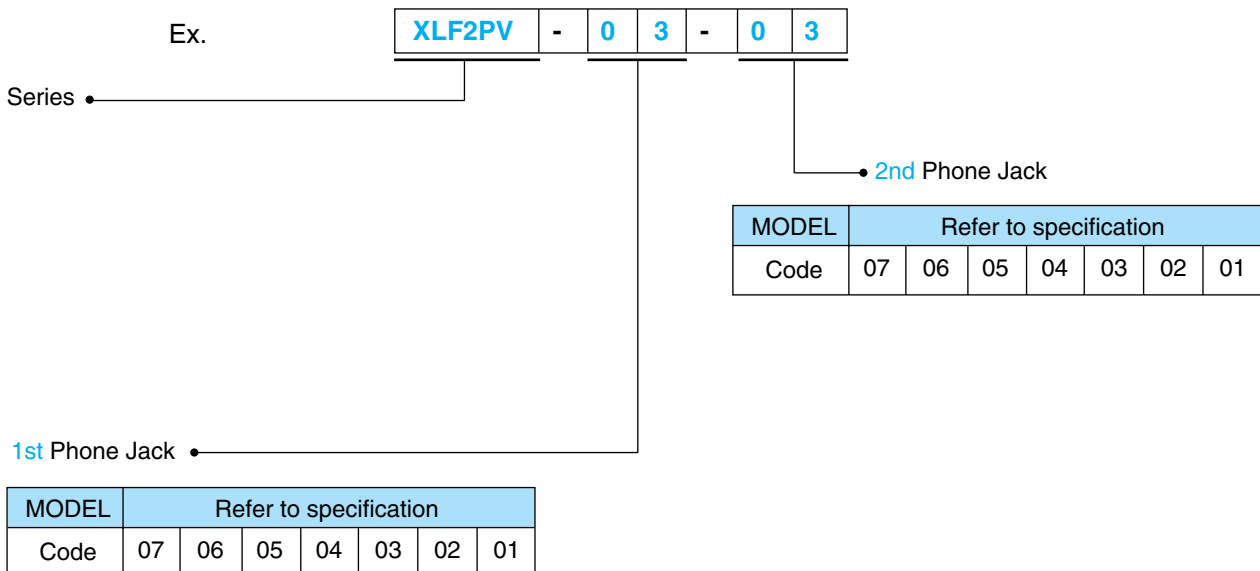 Ex. XLF2PV - 0 3 - 0 3
Series
2nd Phone Jack
MODEL Refer to specification
Code 07 06 05 04 03 02 01
1st Phone Jack
MODEL Refer to specification
Code 07 06 05 04 03 02 01